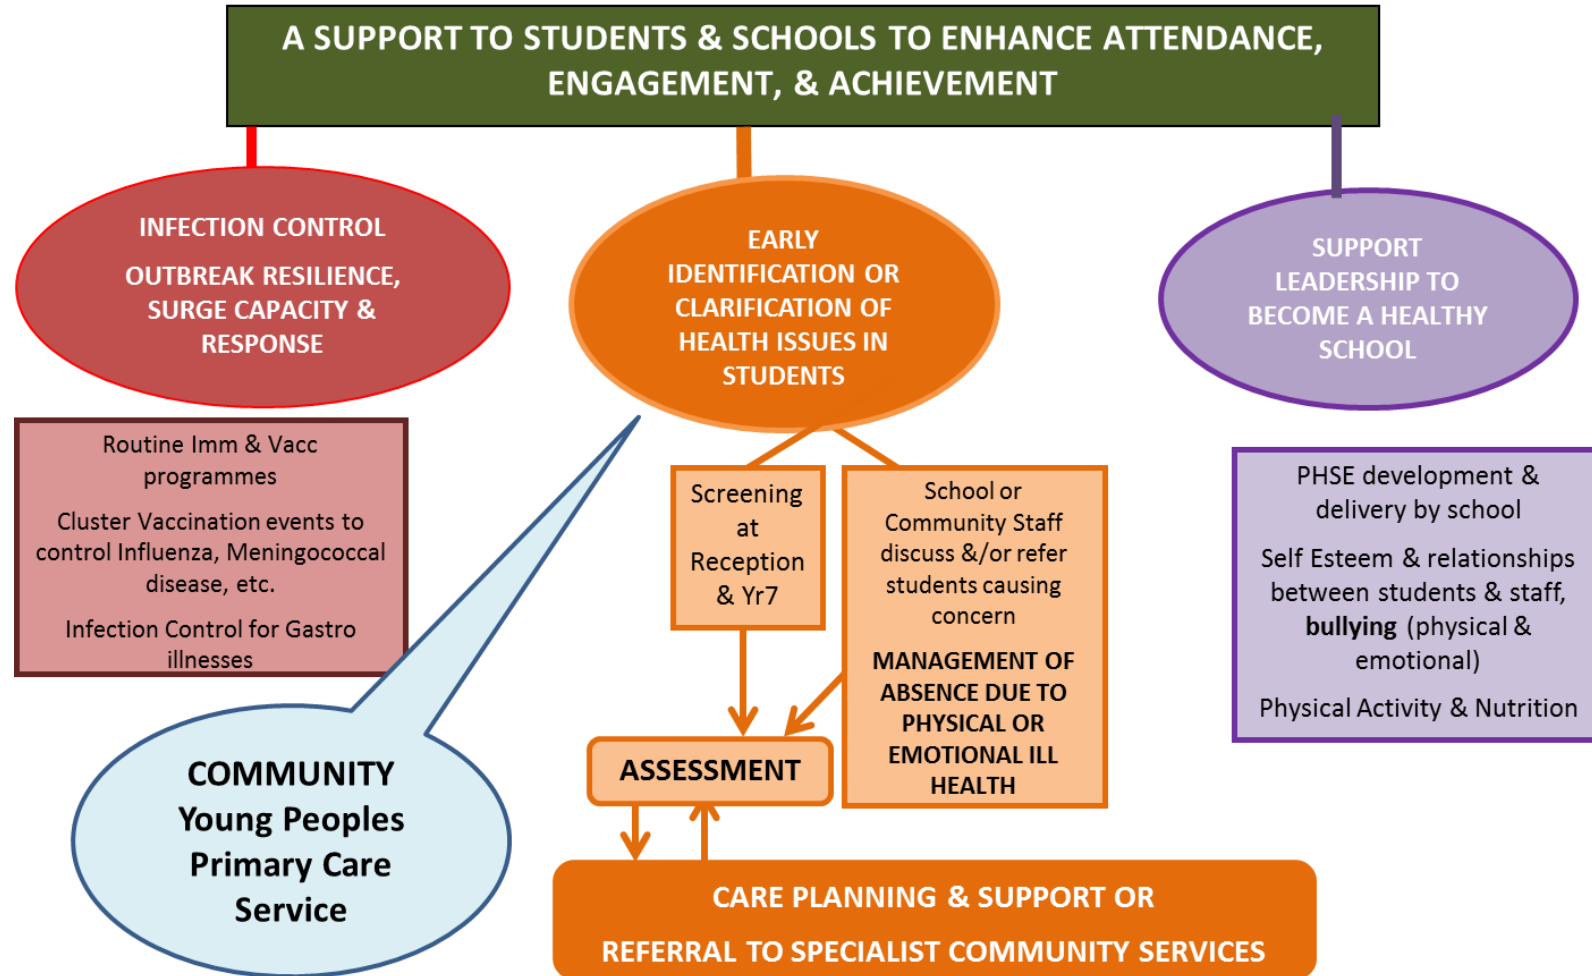 A SUPPORT TO STUDENTS & SCHOOLS TO ENHANCE ATTENDANCE,
ENGAGEMENT, & ACHIEVEMENT
INFECTION CONTROL
OUTBREAK RESILIENCE,
SURGE CAPACITY &
RESPONSE
Routine Imm & Vacc
programmes
Cluster Vaccination events to
control Influenza, Meningococcal
disease, etc.
Infection Control for Gastro
illnesses
COMMUNITY
Young Peoples
Primary Care
Service
EARLY
IDENTIFICATION OR
CLARIFICATION OF
HEALTH ISSUES IN
STUDENTS
Screening
at
Reception
& Yr7
School or
Community Staff
discuss &/or refer
students causing
concern
MANAGEMENT OF
ABSENCE DUE TO
PHYSICAL OR
EMOTIONAL ILL
HEALTH
ASSESSMENT
CARE PLANNING & SUPPORT OR
REFERRAL TO SPECIALIST COMMUNITY SERVICES
SUPPORT
LEADERSHIP TO
BECOME A HEALTHY
SCHOOL
PHSE development &
delivery by school
Self Esteem & relationships
between students & staff,
bullying (physical &
emotional)
Physical Activity & Nutrition